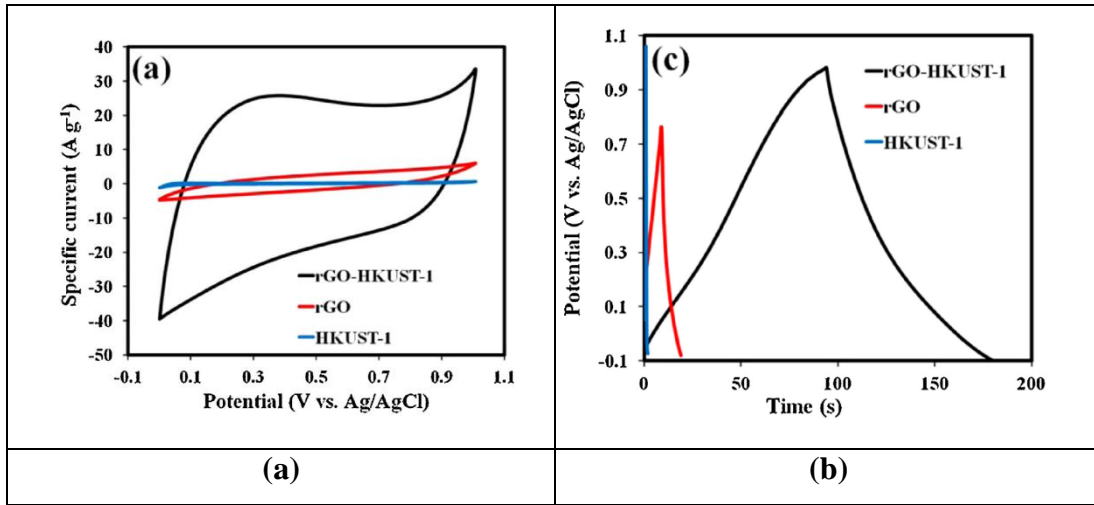 (a)
40
30
20
10
0
-10
-20
-30
-40
-50
-0.1 0.1 0.3 0.5 0.7 0.9 1.1
Specific current (A g-1)
Potential (V vs. Ag/AgCl)
rGO-HKUST-1
rGO
HKUST-1
(c)
1.1
0.9
0.7
0.5
0.3
0.1
-0.1
0 50 100 150 200
Potential (V vs. Ag/AgCl)
Time (s)
rGO-HKUST-1
rGO
HKUST-1
(a)
(b)